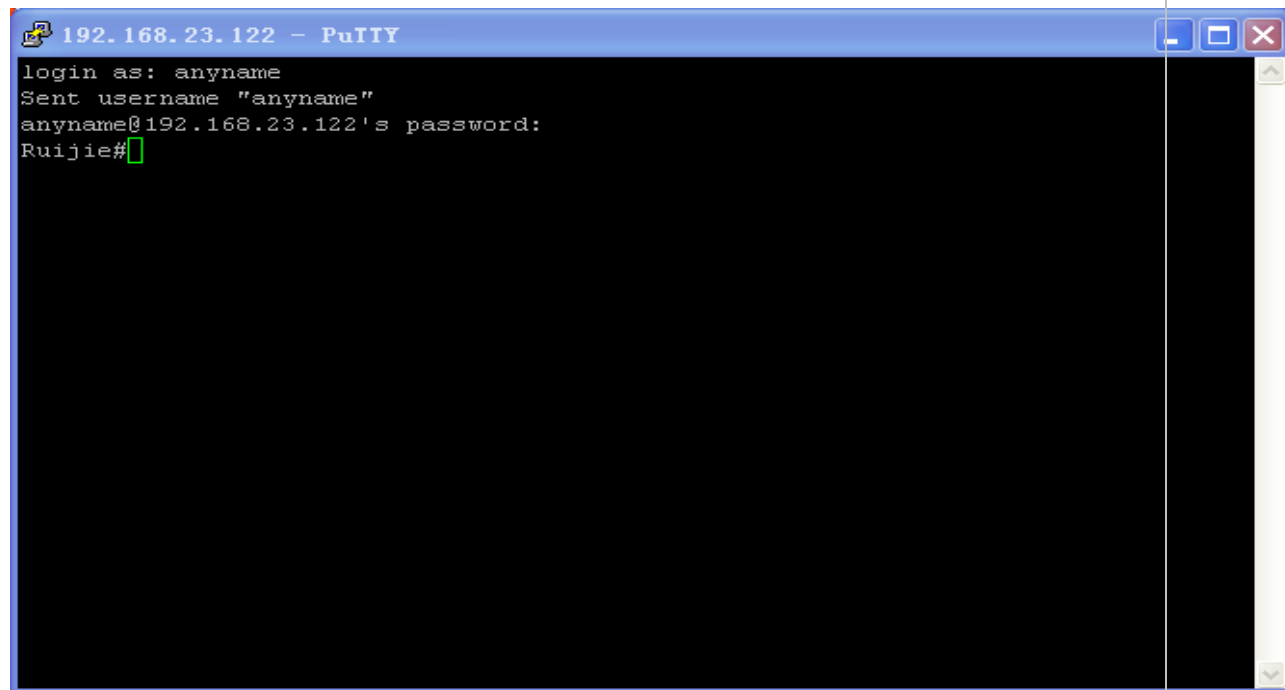 192.168.23.122 - PuTTY
login as: anyname
Sent username "anyname"
anyname@192.168.23.122's password:
Ruijie#